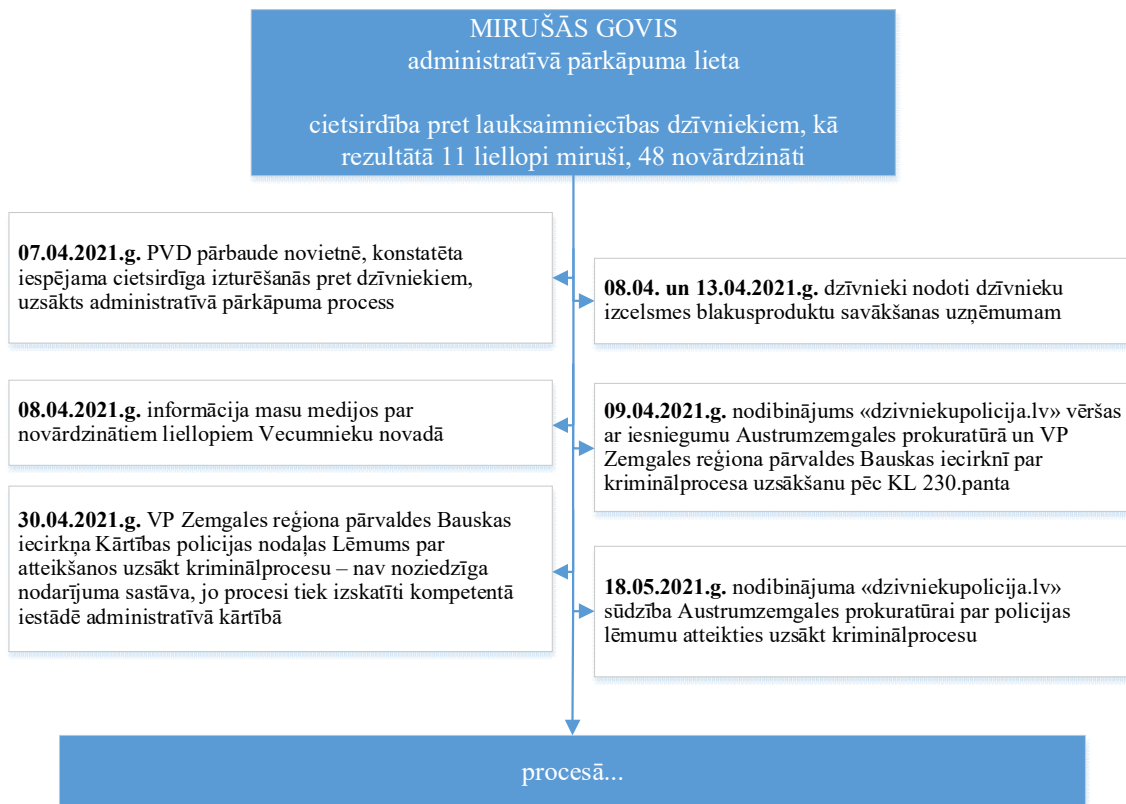 MIRUŠĀS GOVIS
administratīvā pārkāpuma lieta
cietsirdība pret lauksaimniecības dzīvniekiem, kā
rezultātā 11 liellopi miruši, 48 novārdzināti
07.04.2021.g. PVD pārbaude novietnē, konstatēta
iespējama cietsirdīga izturēšanās pret dzīvniekiem,
uzsākts administratīvā pārkāpuma process
08.04. un 13.04.2021.g. dzīvnieki nodoti dzīvnieku
izcelsmes blakusproduktu savākšanas uzņēmumam
08.04.2021.g. informācija masu medijos par
novārdzinātiem liellopiem Vecumnieku novadā
09.04.2021.g. nodibinājums «dzivniekupolicija.lv» vēršas
ar iesniegumu Austrumzemgales prokuratūrā un VP
Zemgales reģiona pārvaldes Bauskas iecirknī par
kriminālprocesa uzsākšanu pēc KL 230.panta
30.04.2021.g. VP Zemgales reģiona pārvaldes Bauskas
iecirkņa Kārtības policijas nodaļas Lēmums par
atteikšanos uzsākt kriminālprocesu – nav noziedzīga
nodarījuma sastāva, jo procesi tiek izskatīti kompetentā
iestādē administratīvā kārtībā
18.05.2021.g. nodibinājuma «dzivniekupolicija.lv»
sūdzība Austrumzemgales prokuratūrai par policijas
lēmumu atteikties uzsākt kriminālprocesu
procesā...